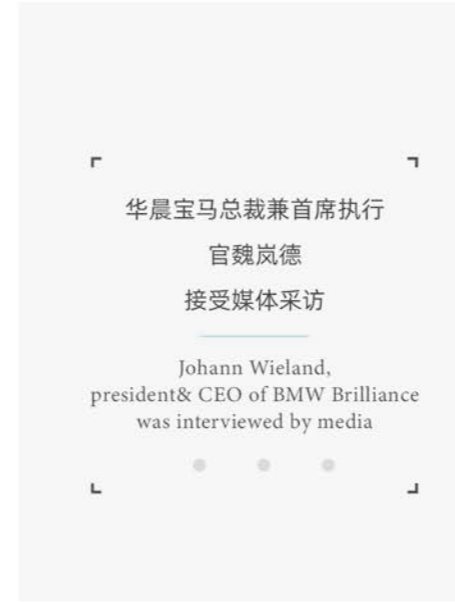 华晨宝马总裁兼首席执行
官魏岚德
接受媒体采访
Johann Wieland,
president& CEO of BMW Brilliance
was interviewed by media